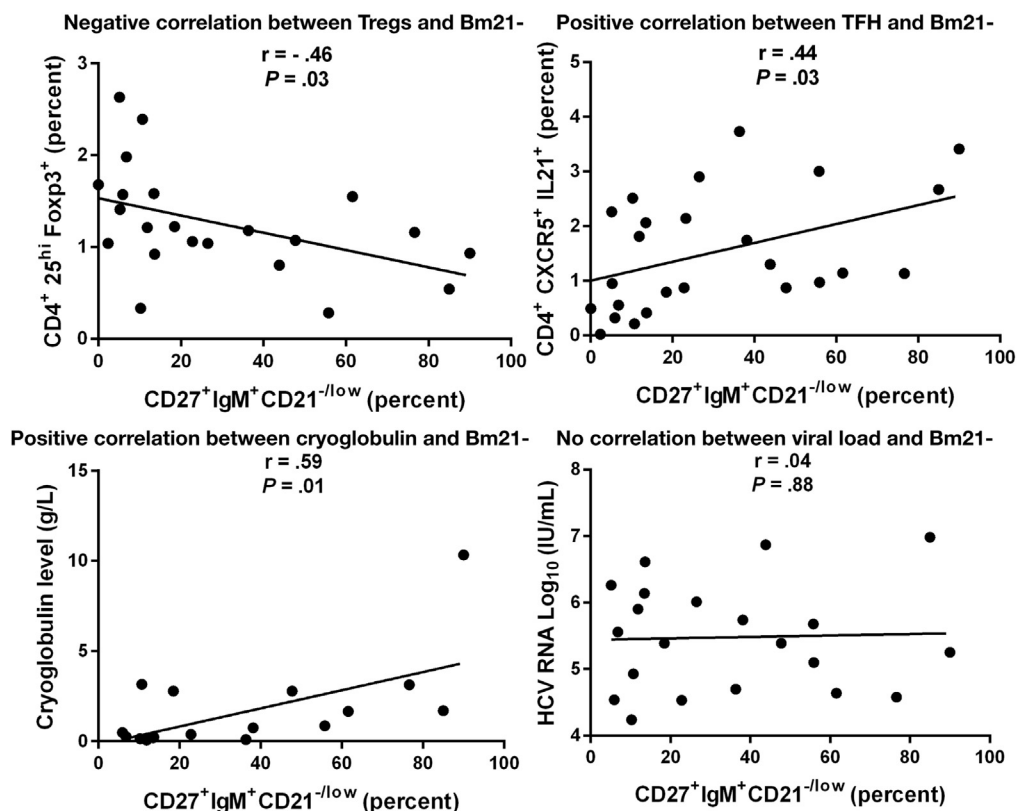 Negative correlation between Tregs and Bm21-
r = - .46
P = .03
CD4⁺ 25ʰⁱ Foxp3⁺ (percent)
3
2
1
0
0 20 40 60 80 100
CD27⁺IgM⁺CD21⁻/ˡᵒʷ (percent)
Positive correlation between TFH and Bm21-
r = .44
P = .03
CD4⁺ CXCR5⁺ IL21⁺ (percent)
5
4
3
2
1
0
0 20 40 60 80 100
CD27⁺IgM⁺CD21⁻/ˡᵒʷ (percent)
Positive correlation between cryoglobulin and Bm21-
r = .59
P = .01
Cryoglobulin level (g/L)
15
10
5
0
0 20 40 60 80 100
CD27⁺IgM⁺CD21⁻/ˡᵒʷ (percent)
No correlation between viral load and Bm21-
r = .04
P = .88
HCV RNA Log₁₀ (IU/mL)
8
7
6
5
4
0 20 40 60 80 100
CD27⁺IgM⁺CD21⁻/ˡᵒʷ (percent)